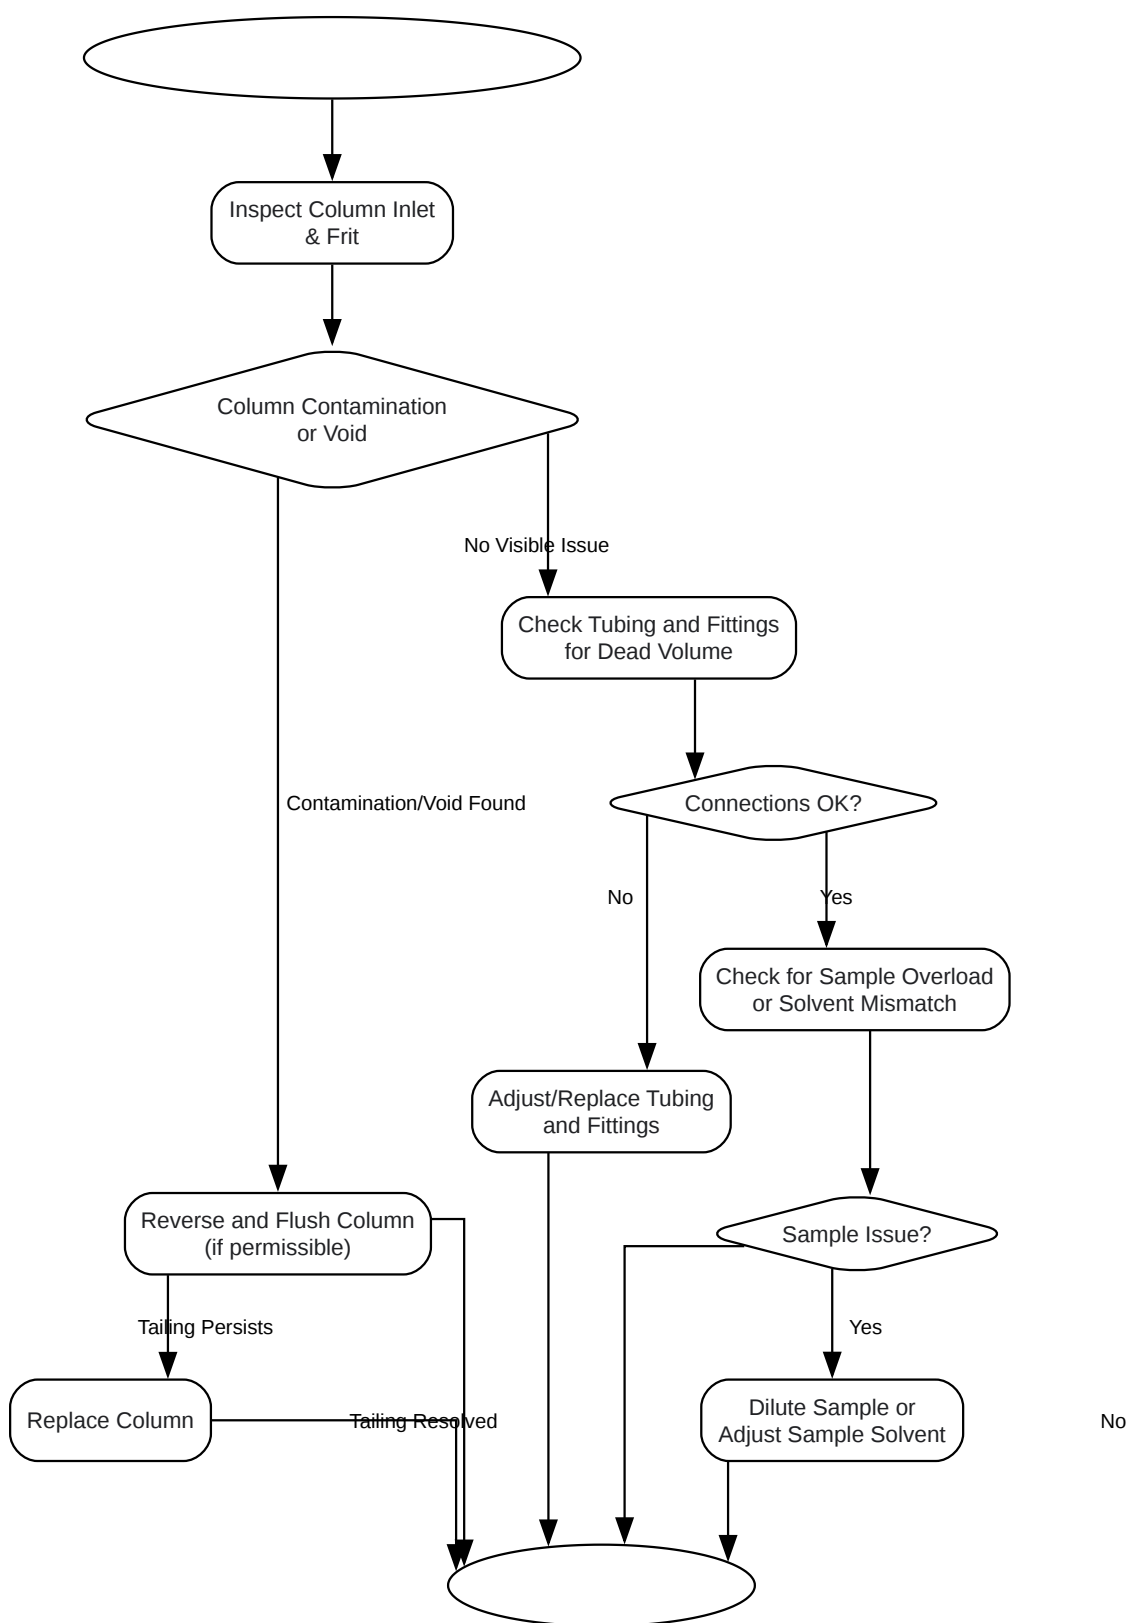 Inspect Column Inlet
& Frit
Column Contamination
or Void
No Visible Issue
Check Tubing and Fittings
for Dead Volume
Contamination/Void Found
Connections OK?
No
Yes
Check for Sample Overload
or Solvent Mismatch
Adjust/Replace Tubing
and Fittings
Reverse and Flush Column
(if permissible)
Sample Issue?
Tailing Persists
Yes
Replace Column
Tailing Resolved
Dilute Sample or
Adjust Sample Solvent
No